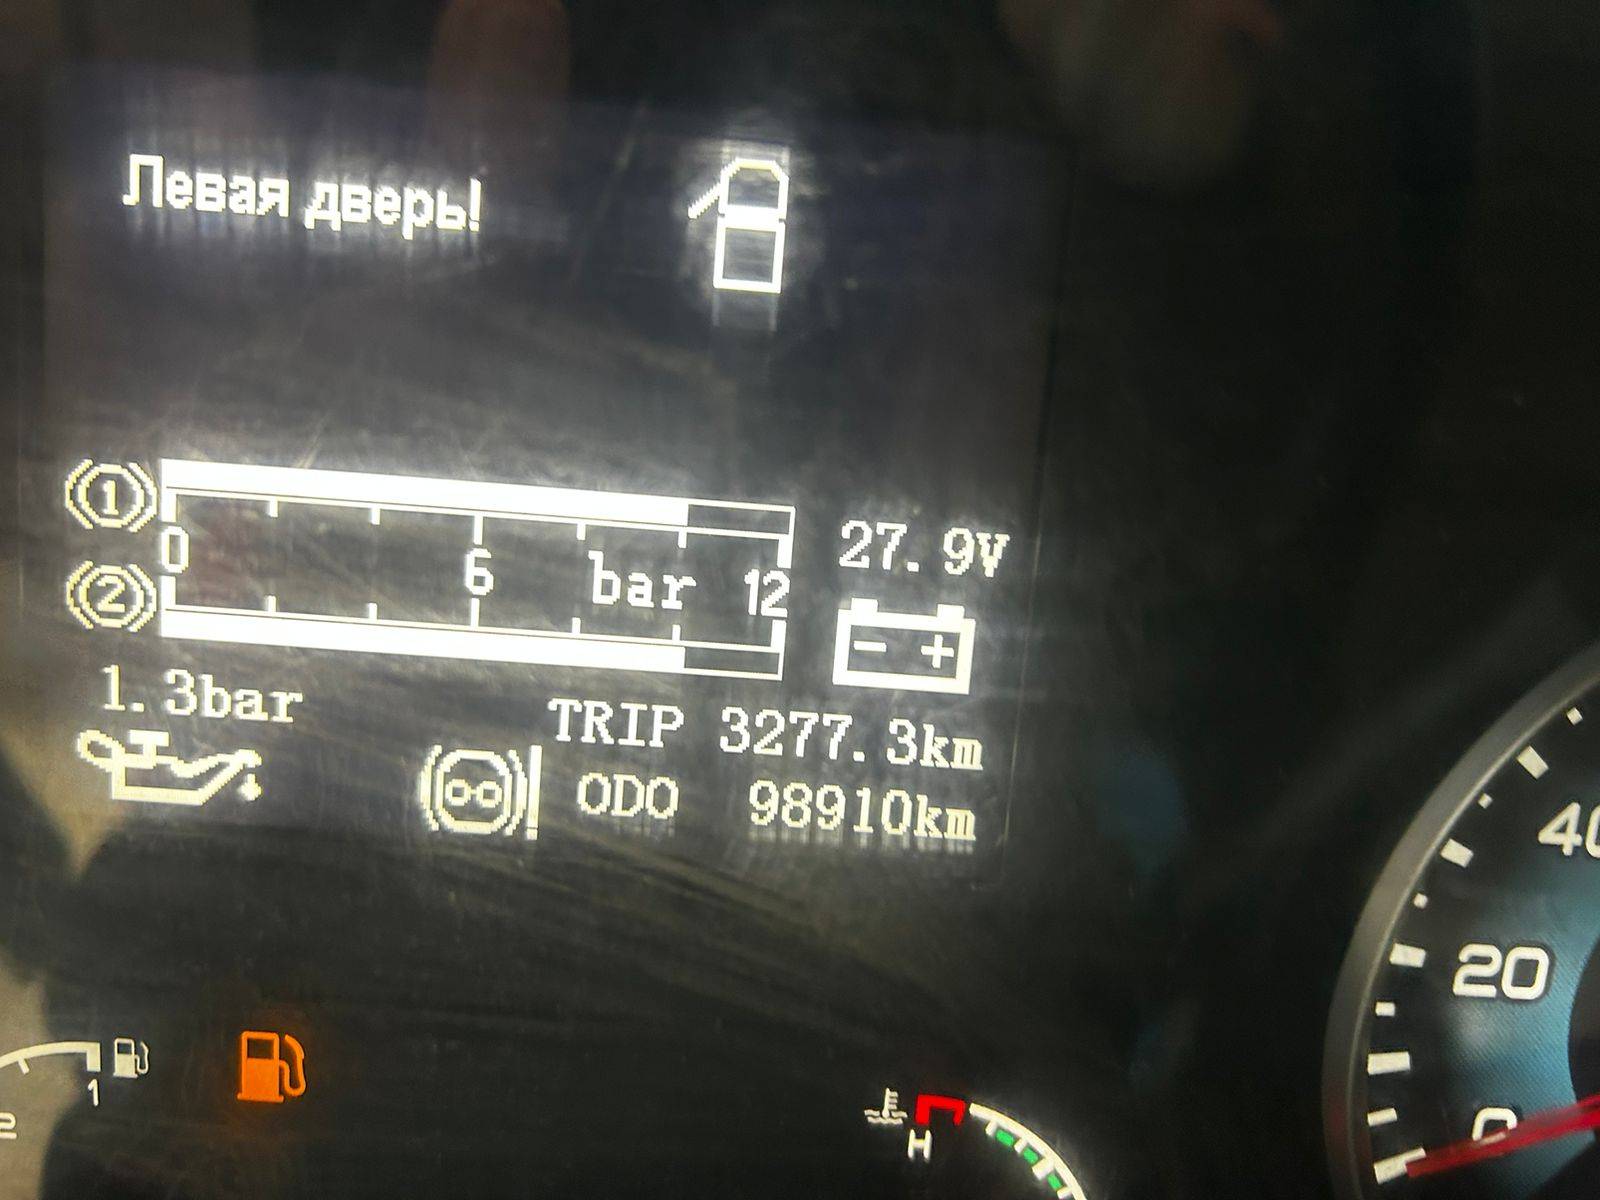 Левая дверь!
1
0 6 bar 12
27.9V
2
- +
1.3bar
TRIP 3277.3km
ODO 98910km
40
20
0
1
2
H